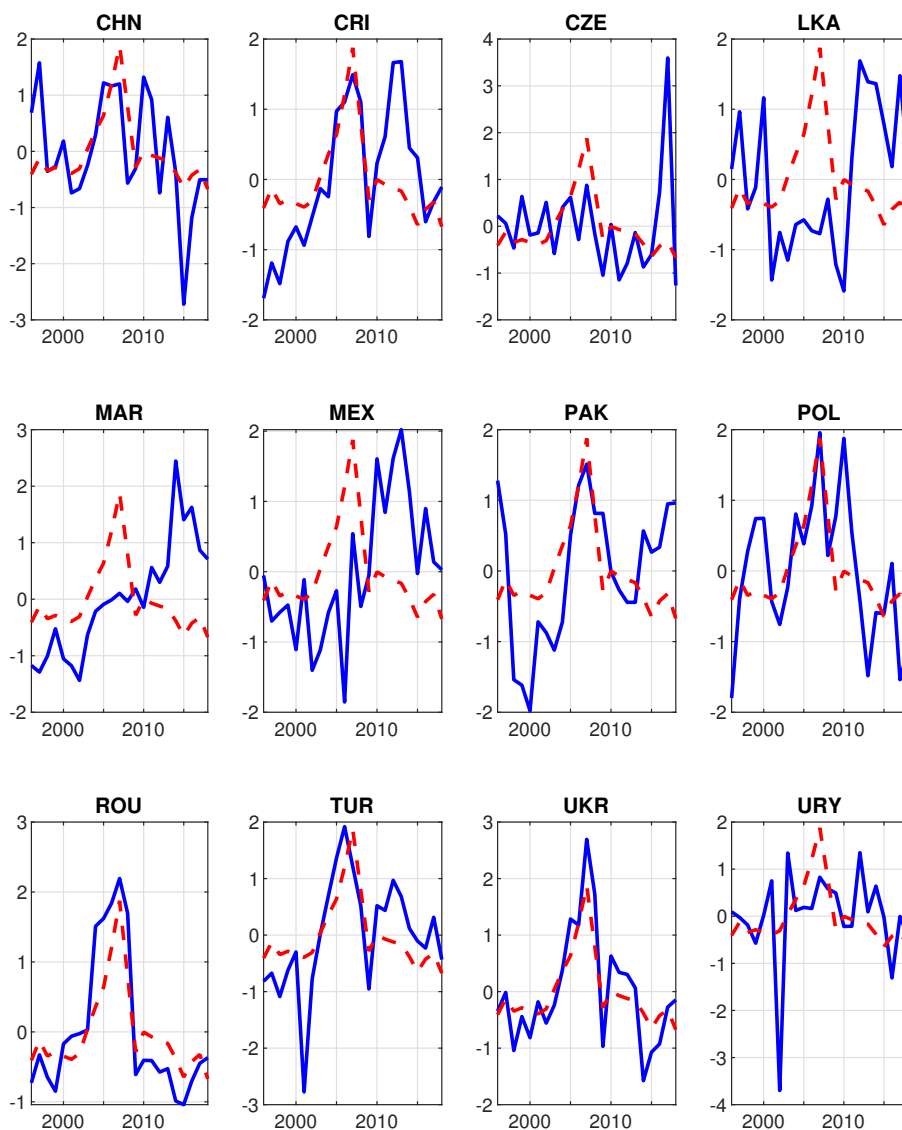 CHN CRI CZE LKA
2 2 4 2
1 1 3 1
0 0 2 0
-1 -1 1 -1
-2 -2 0 -2
-3 -1
-2
2000 2010 2000 2010 2000 2010 2000 2010
MAR MEX PAK POL
3 2 2 2
2 1 1 1
1 0 0 0
0 -1 -1 -1
-1 -2 -2 -2
-2
2000 2010 2000 2010 2000 2010 2000 2010
ROU TUR UKR URY
3 2 3 2
2 1 2 1
1 0 1 0
0 -1 0 -1
-1 -2 -1 -2
-3 -2 -3
-4
2000 2010 2000 2010 2000 2010 2000 2010